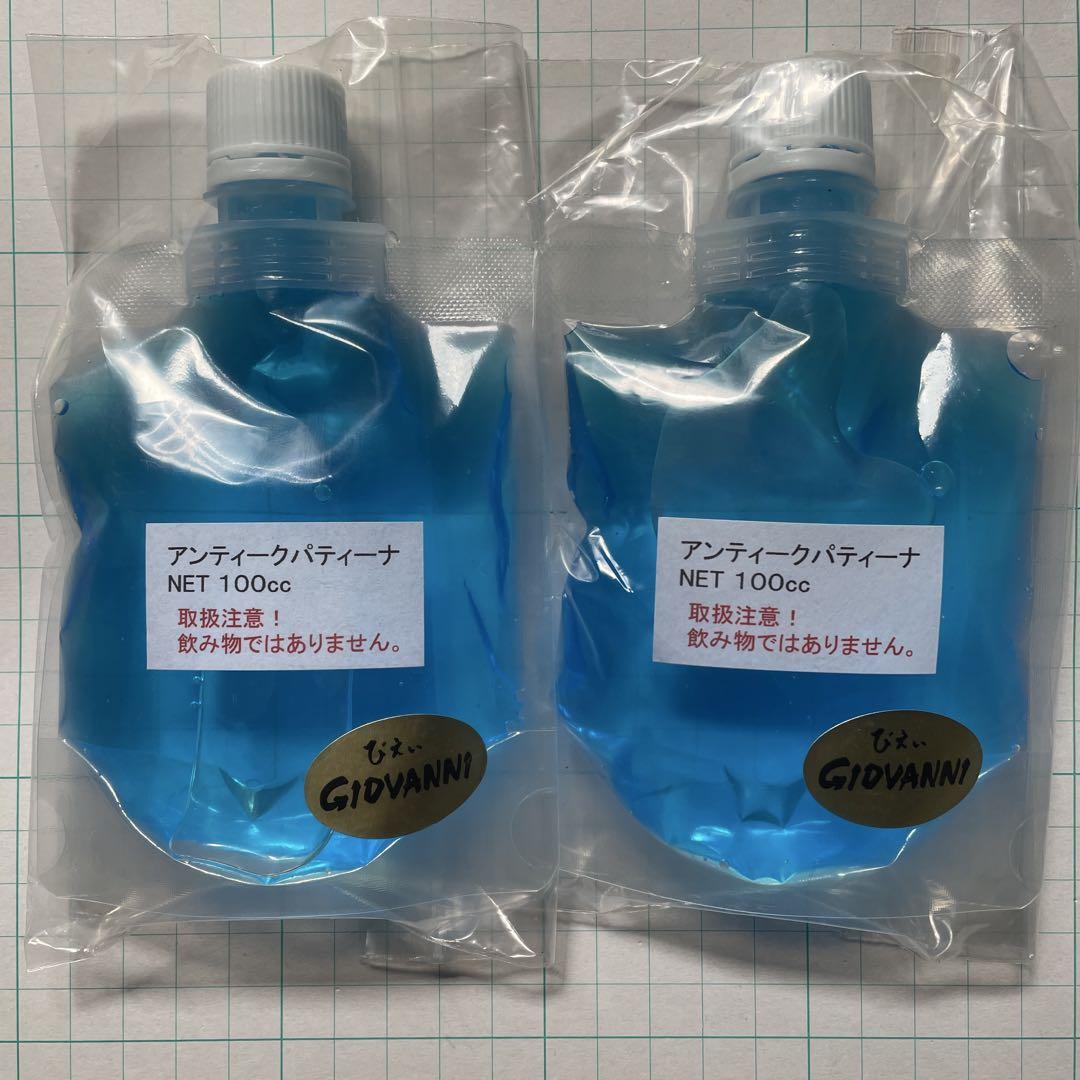 アンティークパティーナ
NET 100cc
取扱注意！
飲み物ではありません。
びえぃ
GIOVANNI
アンティークパティーナ
NET 100cc
取扱注意！
飲み物ではありません。
びえぃ
GIOVANNI